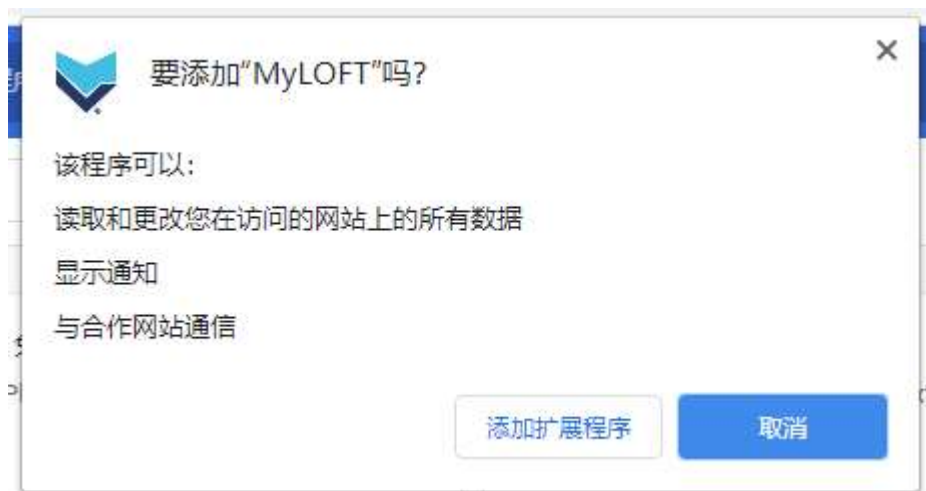 要添加“MyLOFT”吗?
该程序可以:
读取和更改您在访问的网站上的所有数据
显示通知
与合作网站通信
添加扩展程序
取消